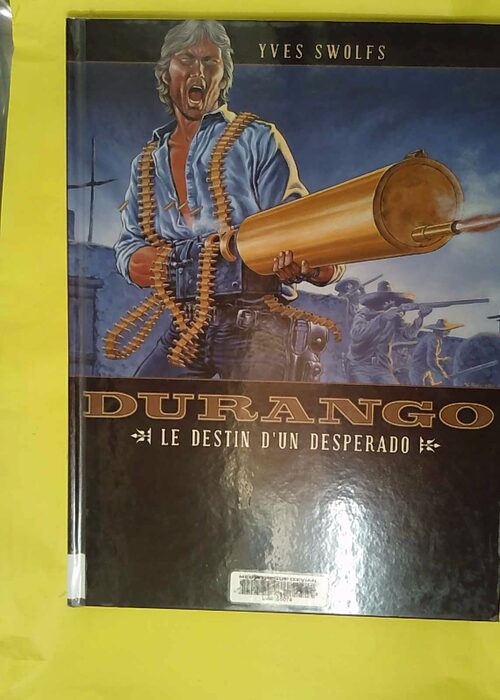 YVES SWOLFS
DURANGO
LE DESTIN D'UN DESPERADO